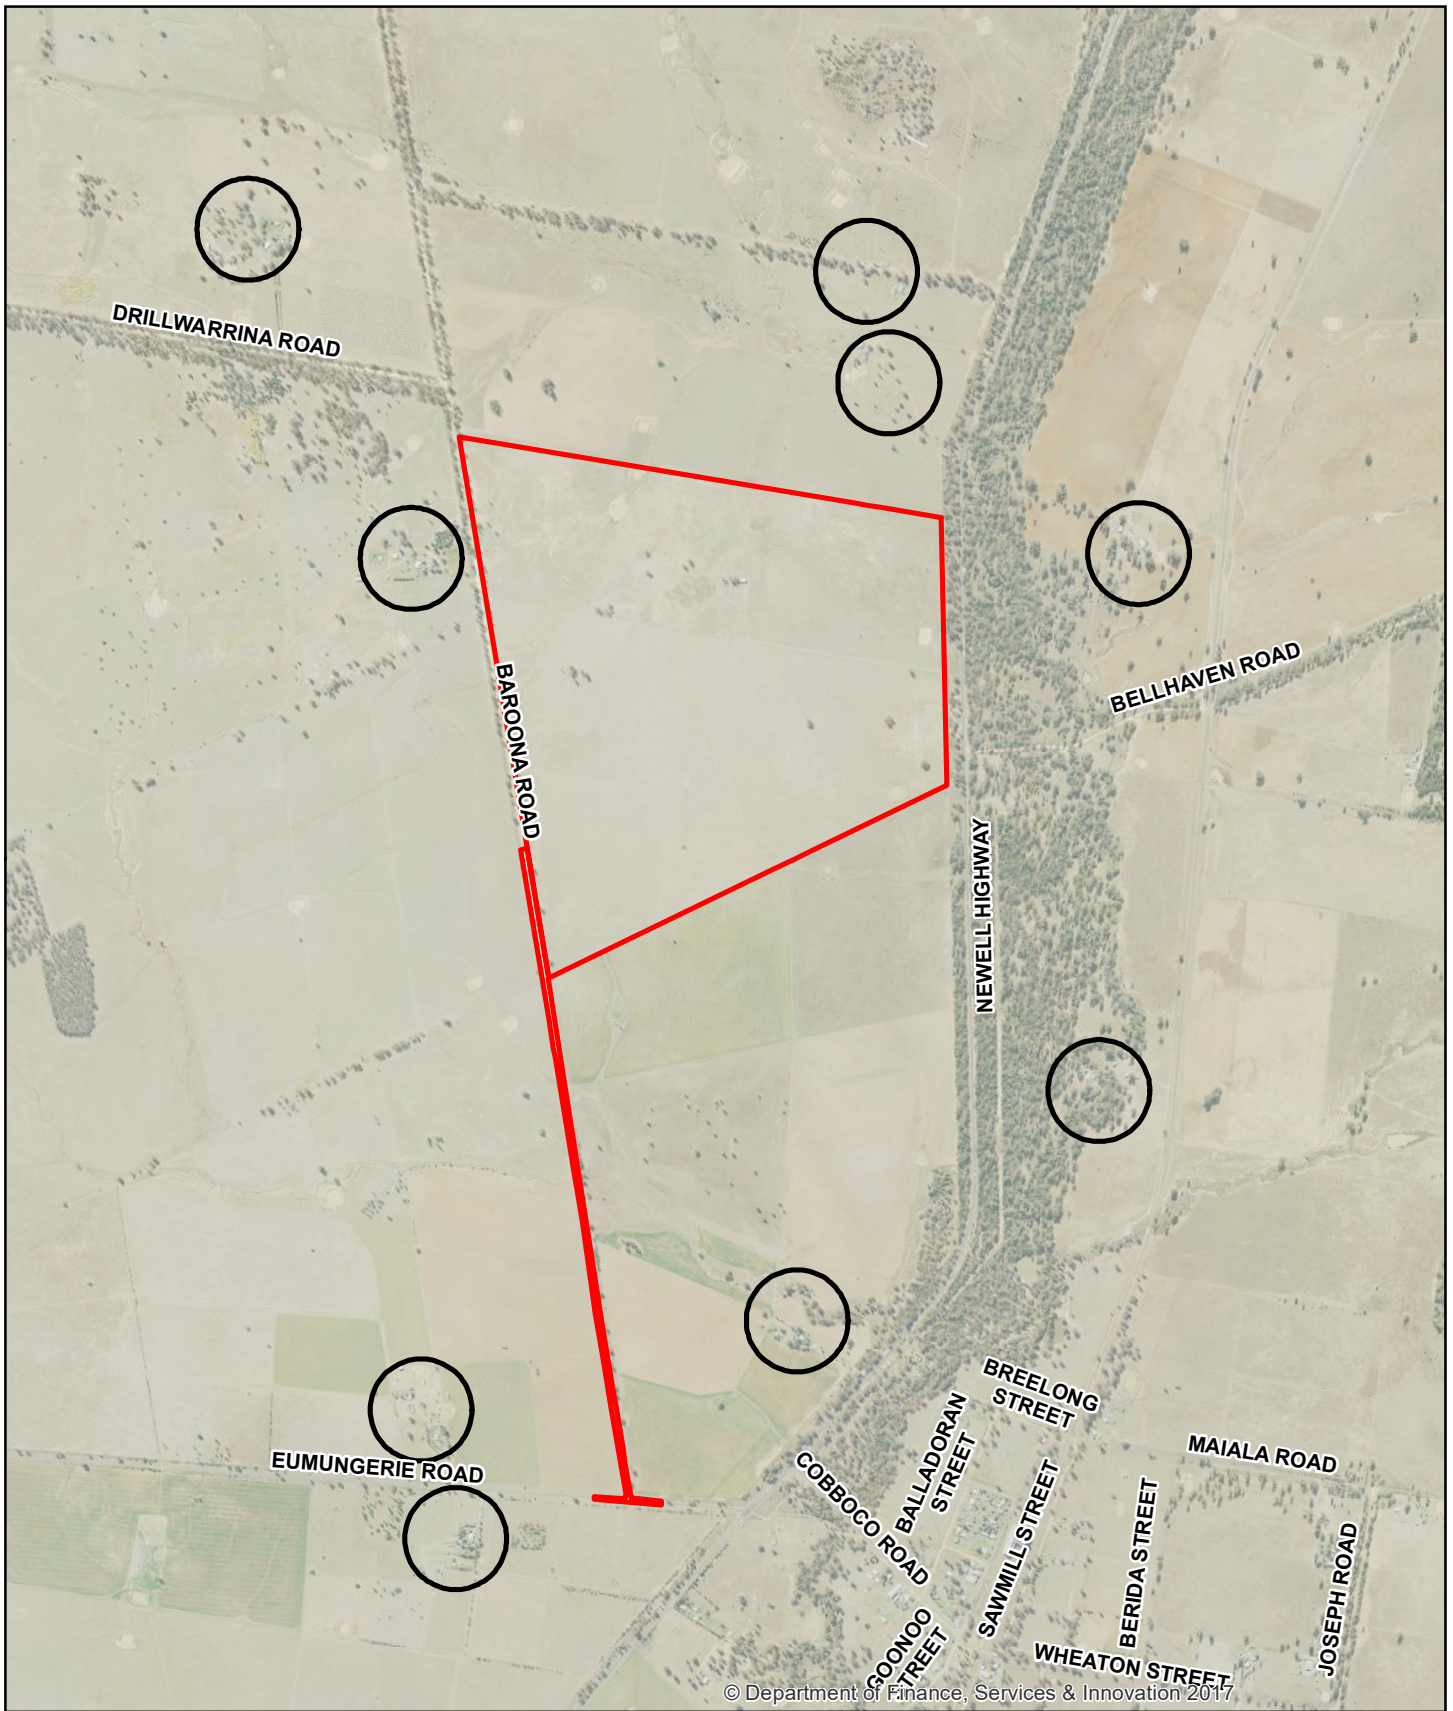 DRILLWARRINA ROAD
BAROONA ROAD
BELLHAVEN ROAD
NEWELL HIGHWAY
BREELONG
STREET
BALLADORAN
STREET
MAIALA ROAD
EUMUNGERIE ROAD
COBBOCO ROAD
SAWMILL STREET
BERIDA STREET
JOSEPH ROAD
GOONOO
STREET
WHEATON STREET
© Department of Finance, Services & Innovation 2017